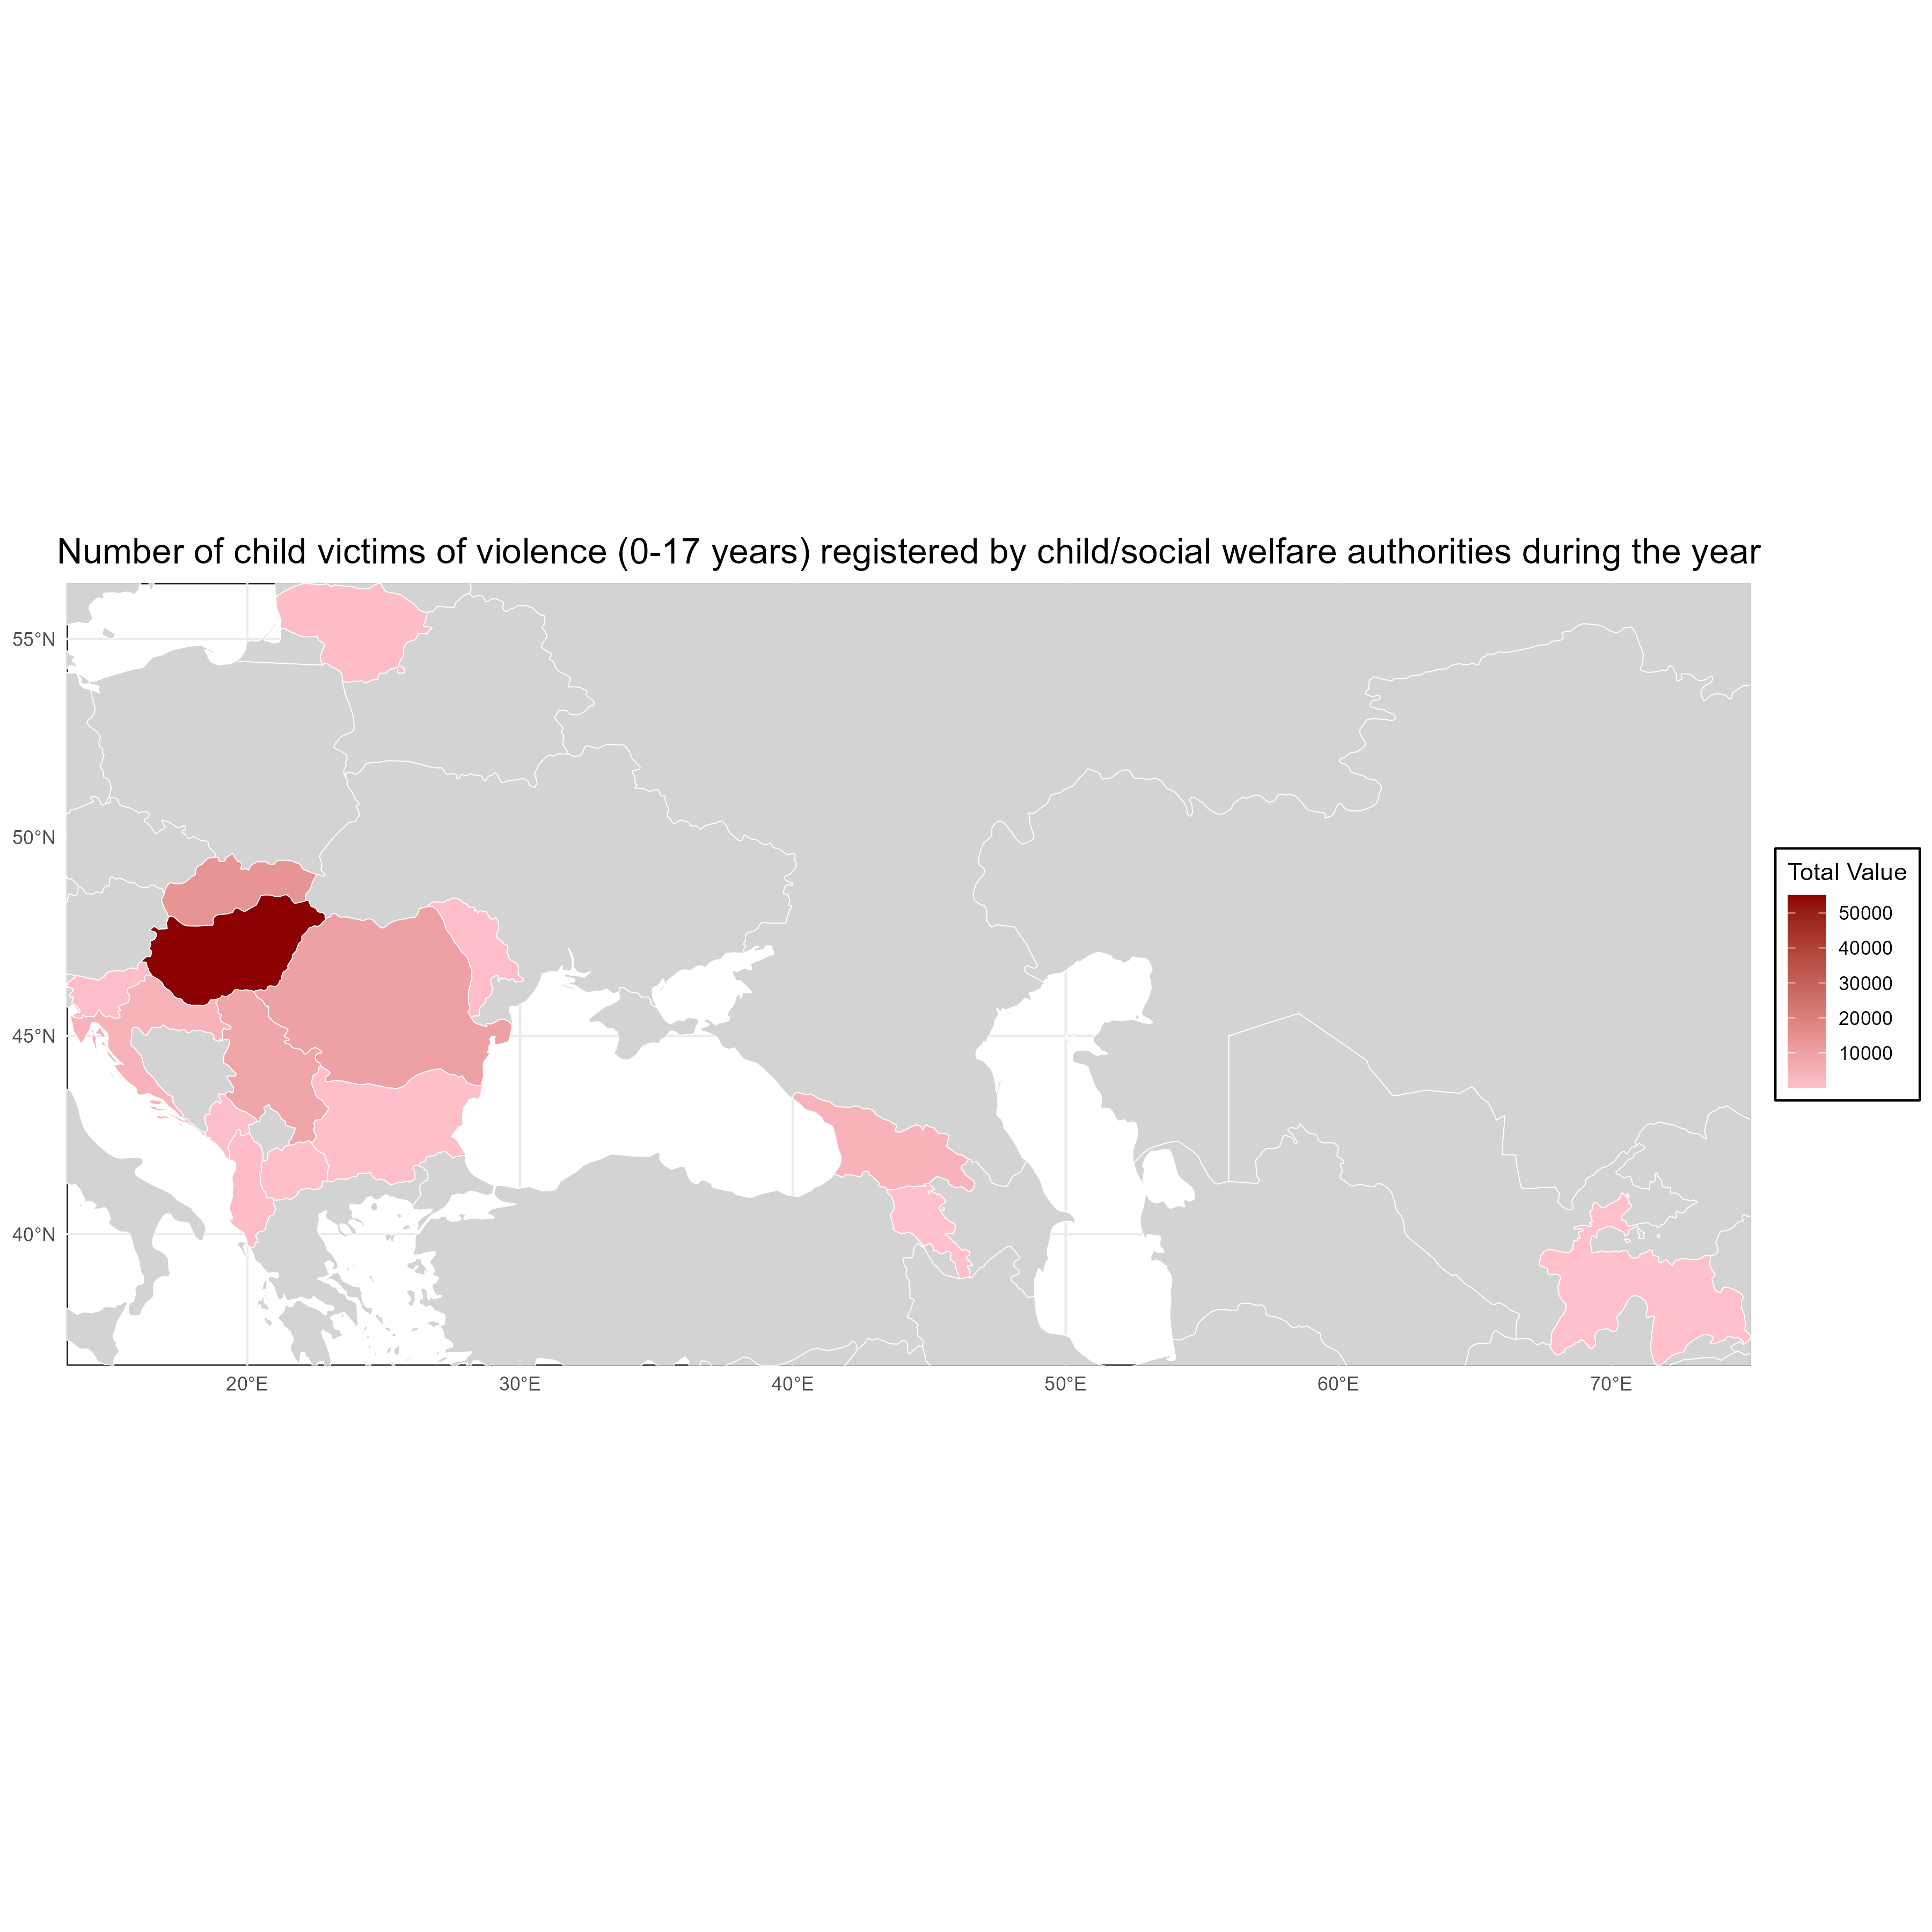 Number of child victims of violence (0-17 years) registered by child/social welfare authorities during the year
55°N
50°N
45°N
40°N
20°E
30°E
40°E
50°E
60°E
70°E
Total Value
50000
40000
30000
20000
10000